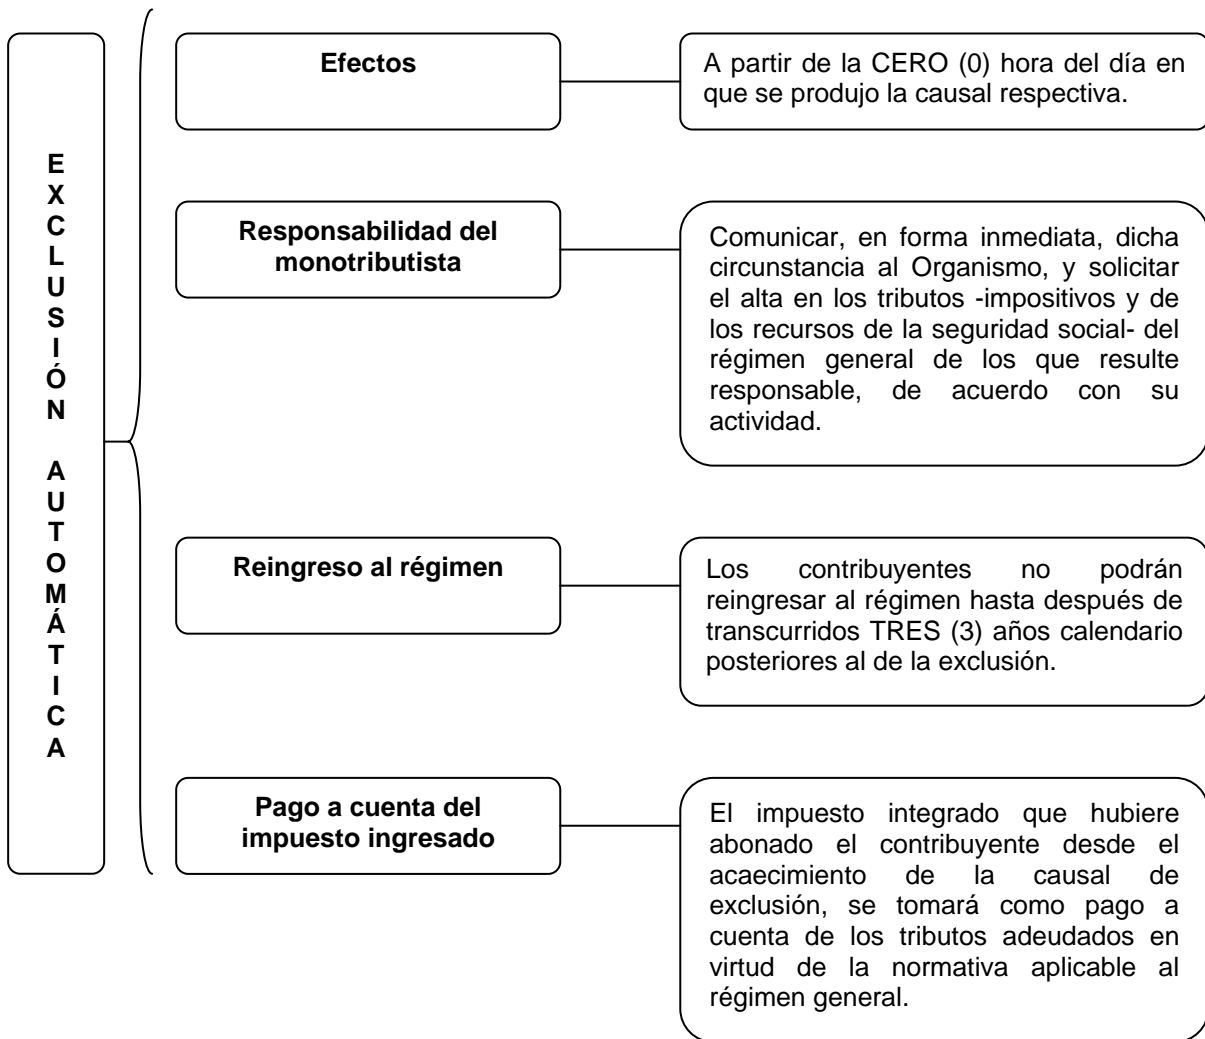 EXCLUSIÓN AUTOMÁTICA
Efectos
A partir de la CERO (0) hora del día en
que se produjo la causal respectiva.
Responsabilidad del
monotributista
Comunicar, en forma inmediata, dicha
circunstancia al Organismo, y solicitar
el alta en los tributos -impositivos y de
los recursos de la seguridad social- del
régimen general de los que resulte
responsable, de acuerdo con su
actividad.
Reingreso al régimen
Los contribuyentes no podrán
reingresar al régimen hasta después de
transcurridos TRES (3) años calendario
posteriores al de la exclusión.
Pago a cuenta del
impuesto ingresado
El impuesto integrado que hubiere
abonado el contribuyente desde el
acaecimiento de la causal de
exclusión, se tomará como pago a
cuenta de los tributos adeudados en
virtud de la normativa aplicable al
régimen general.